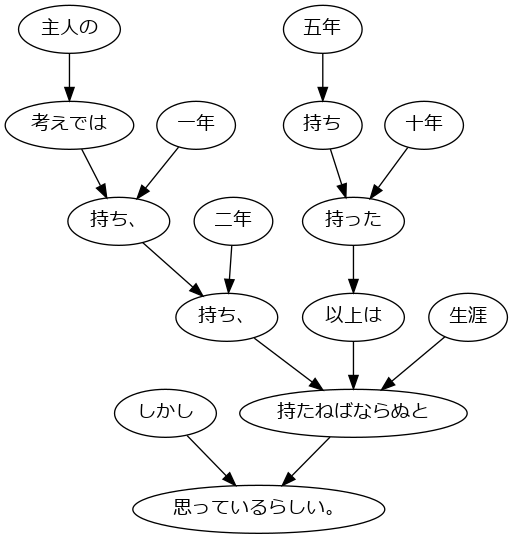 主人の
五年
考えでは
一年
持ち
十年
持ち、
二年
持った
持ち、
以上は
生涯
しかし
持たねばならぬと
思っているらしい。